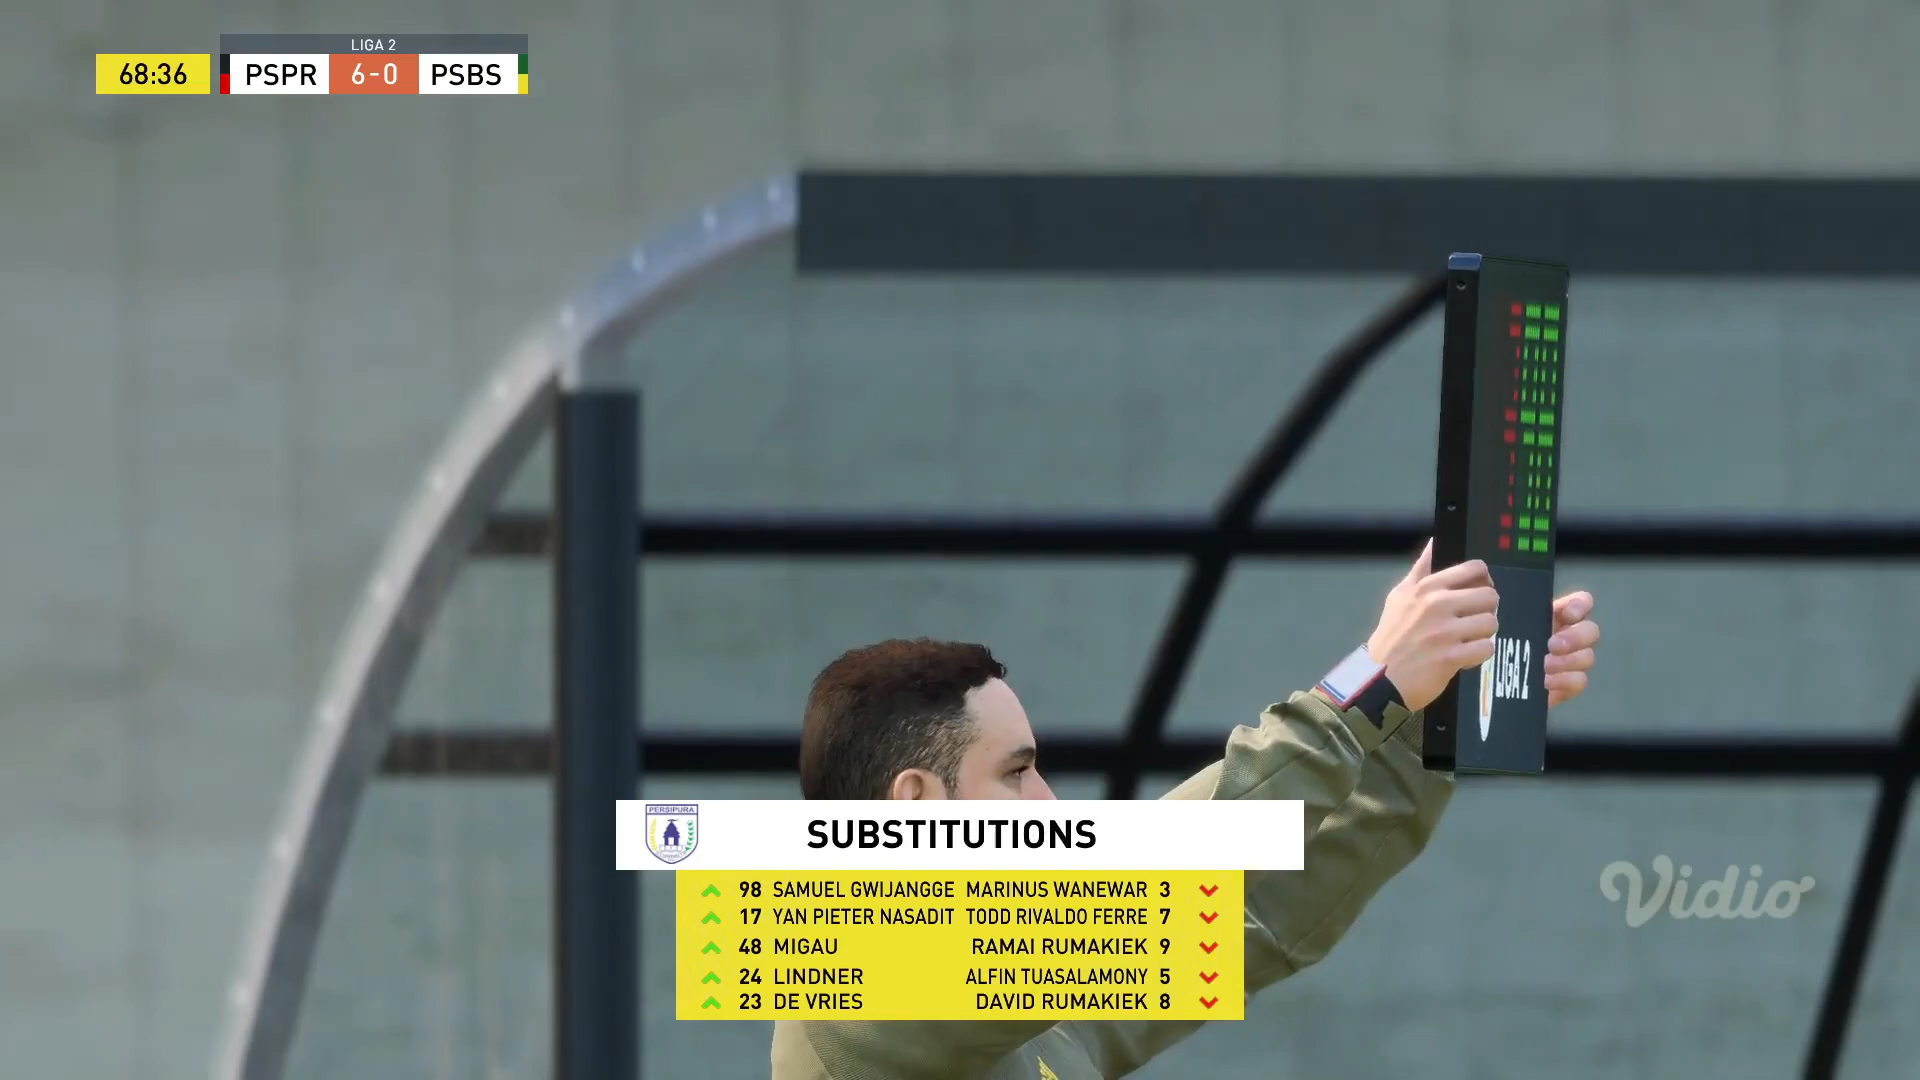 LIGA 2
68:36 PSPR 6-0 PSBS
LIGA 2
PERSIPURA
SUBSTITUTIONS
98 SAMUEL GWIJANGGE MARINUS WANEWAR 3
17 YAN PIETER NASADIT TODD RIVALDO FERRE 7
48 MIGAU RAMAI RUMAKIEK 9
24 LINDNER ALFIN TUASALAMONY 5
23 DE VRIES DAVID RUMAKIEK 8
Vidio